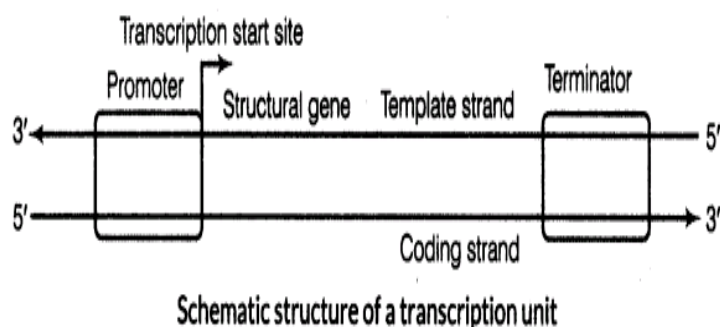 Transcription start site
Promoter
Terminator
Structural gene Template strand
3′ 5′
5′ 3′
Coding strand
Schematic structure of a transcription unit